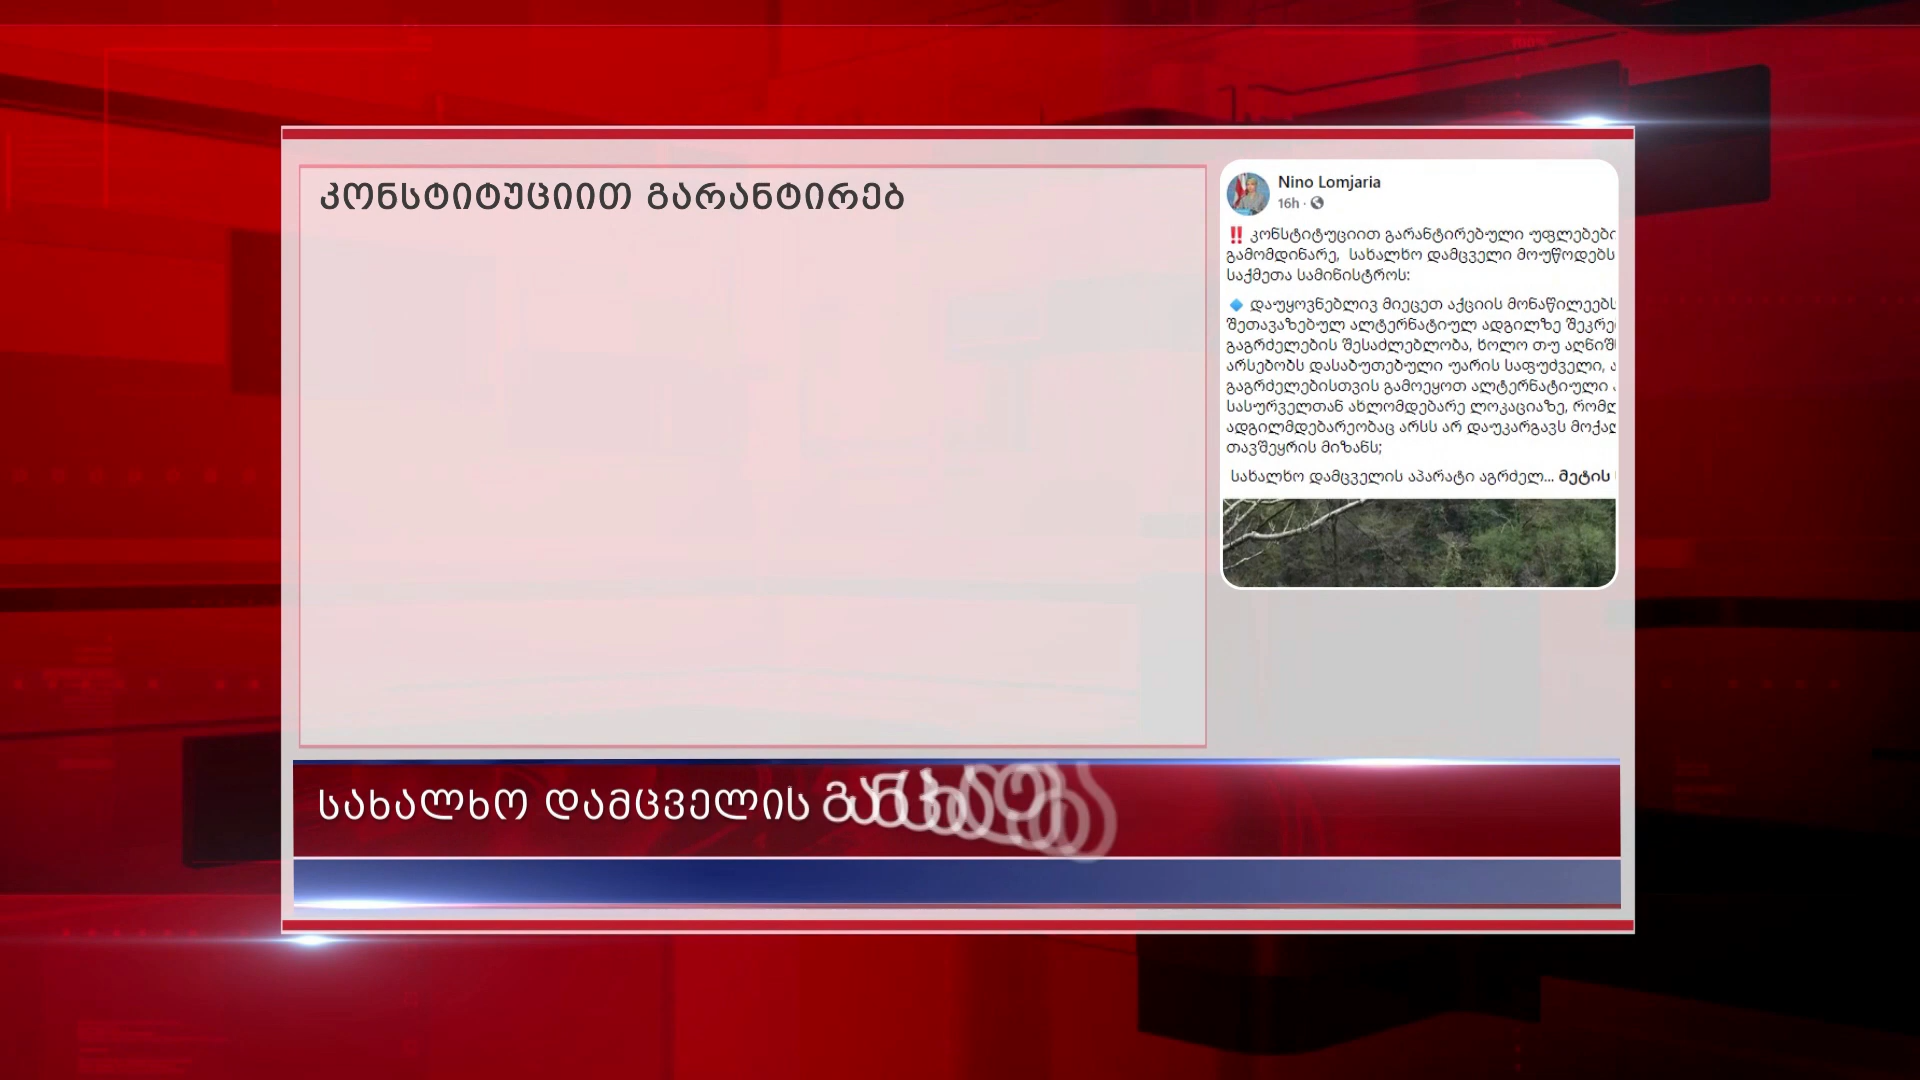 კონსტიტუციით გარანტირებ
Nino Lomjaria
16h ·
‼ კონსტიტუციით გარანტირებული უფლებები
გამომდინარე, სახალხო დამცველი მოუწოდებს
საქმეთა სამინისტროს:
დაუყოვნებლივ მიეცეთ აქციის მონაწილეებს
შეთავაზებულ ალტერნატიულ ადგილზე
გაგრძელების შესაძლებლობა, ხოლო თუ
არსებობს დასაბუთებული უარის საფუძველი,
გაგრძელებისთვის გამოეყოთ ალტერნატიული
სასურველთან ახლომდებარე ლოკაციაზე,
ადგილმდებარეობაც არსს არ დაუკარგავს
თავშეყრის მიზანს;
სახალხო დამცველის აპარატი აგრძელ... მეტის
სახალხო დამცველის